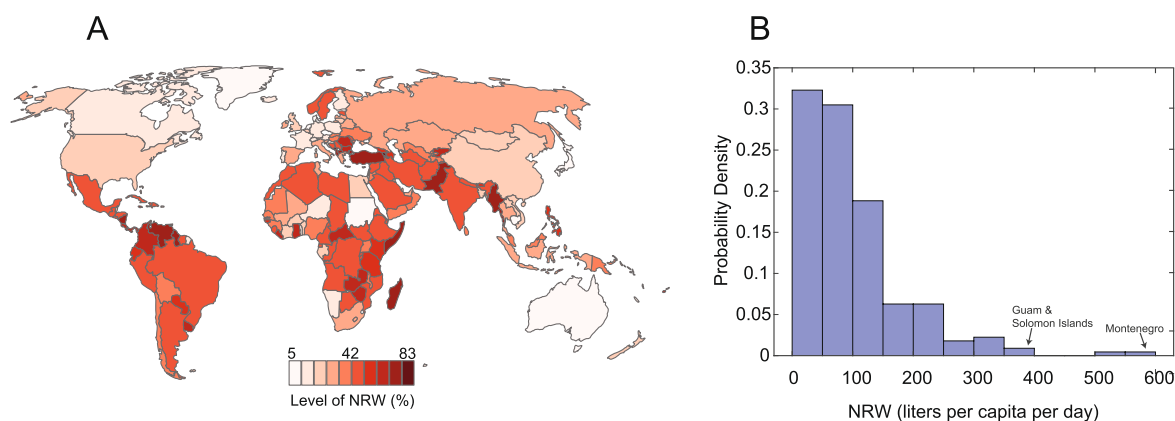 A
5 42 83
Level of NRW (%)
B
Probability Density
0.35
0.3
0.25
0.2
0.15
0.1
0.05
0
Guam &
Solomon Islands
Montenegro
0 100 200 300 400 500 600
NRW (liters per capita per day)